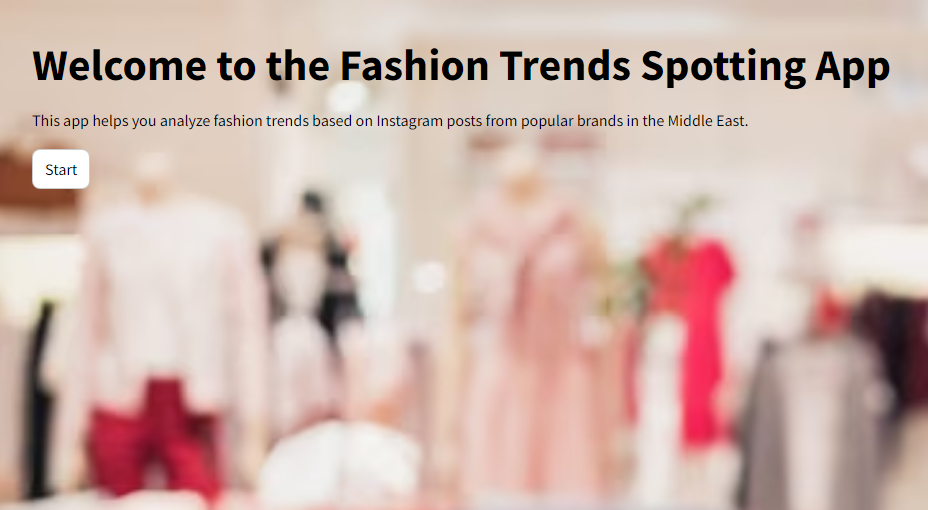 Welcome to the Fashion Trends Spotting App
This app helps you analyze fashion trends based on Instagram posts from popular brands in the Middle East.
Start